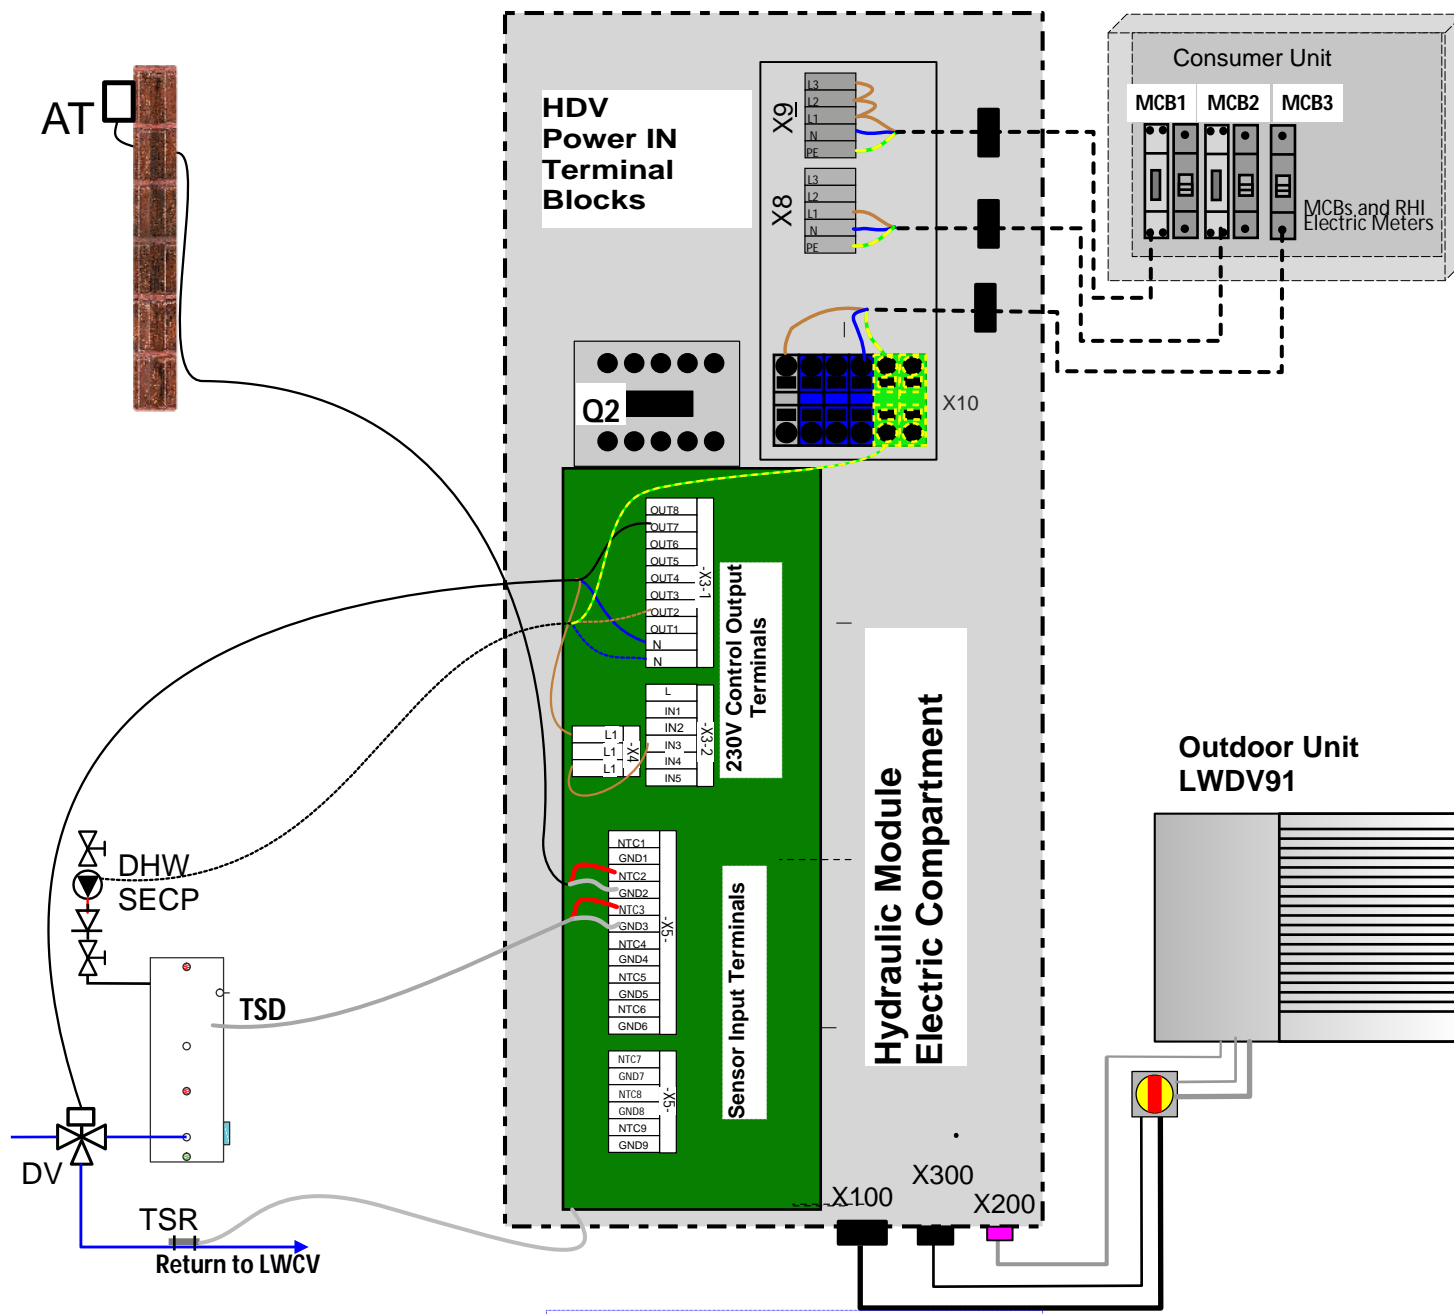 AT
HDV
Power IN
Terminal
Blocks
X9
L3
L2
L1
N
PE
X8
L3
L2
L1
N
PE
Consumer Unit
MCB1
MCB2
MCB3
MCBs and RHI
Electric Meters
Q2
X10
OUT8
OUT7
OUT6
OUT5
OUT4
OUT3
OUT2
OUT1
N
N
-X3-1
230V Control Output
Terminals
L
IN1
IN2
IN3
IN4
IN5
-X3-2
L1
L1
L1
-X4
Hydraulic Module
Electric Compartment
Outdoor Unit
LWDV91
DHW
SECP
NTC1
GND1
NTC2
GND2
NTC3
GND3
NTC4
GND4
NTC5
GND5
NTC6
GND6
-X5-
Sensor Input Terminals
NTC7
GND7
NTC8
GND8
NTC9
GND9
-X5-
TSD
DV
TSR
Return to LWCV
X100
X300
X200